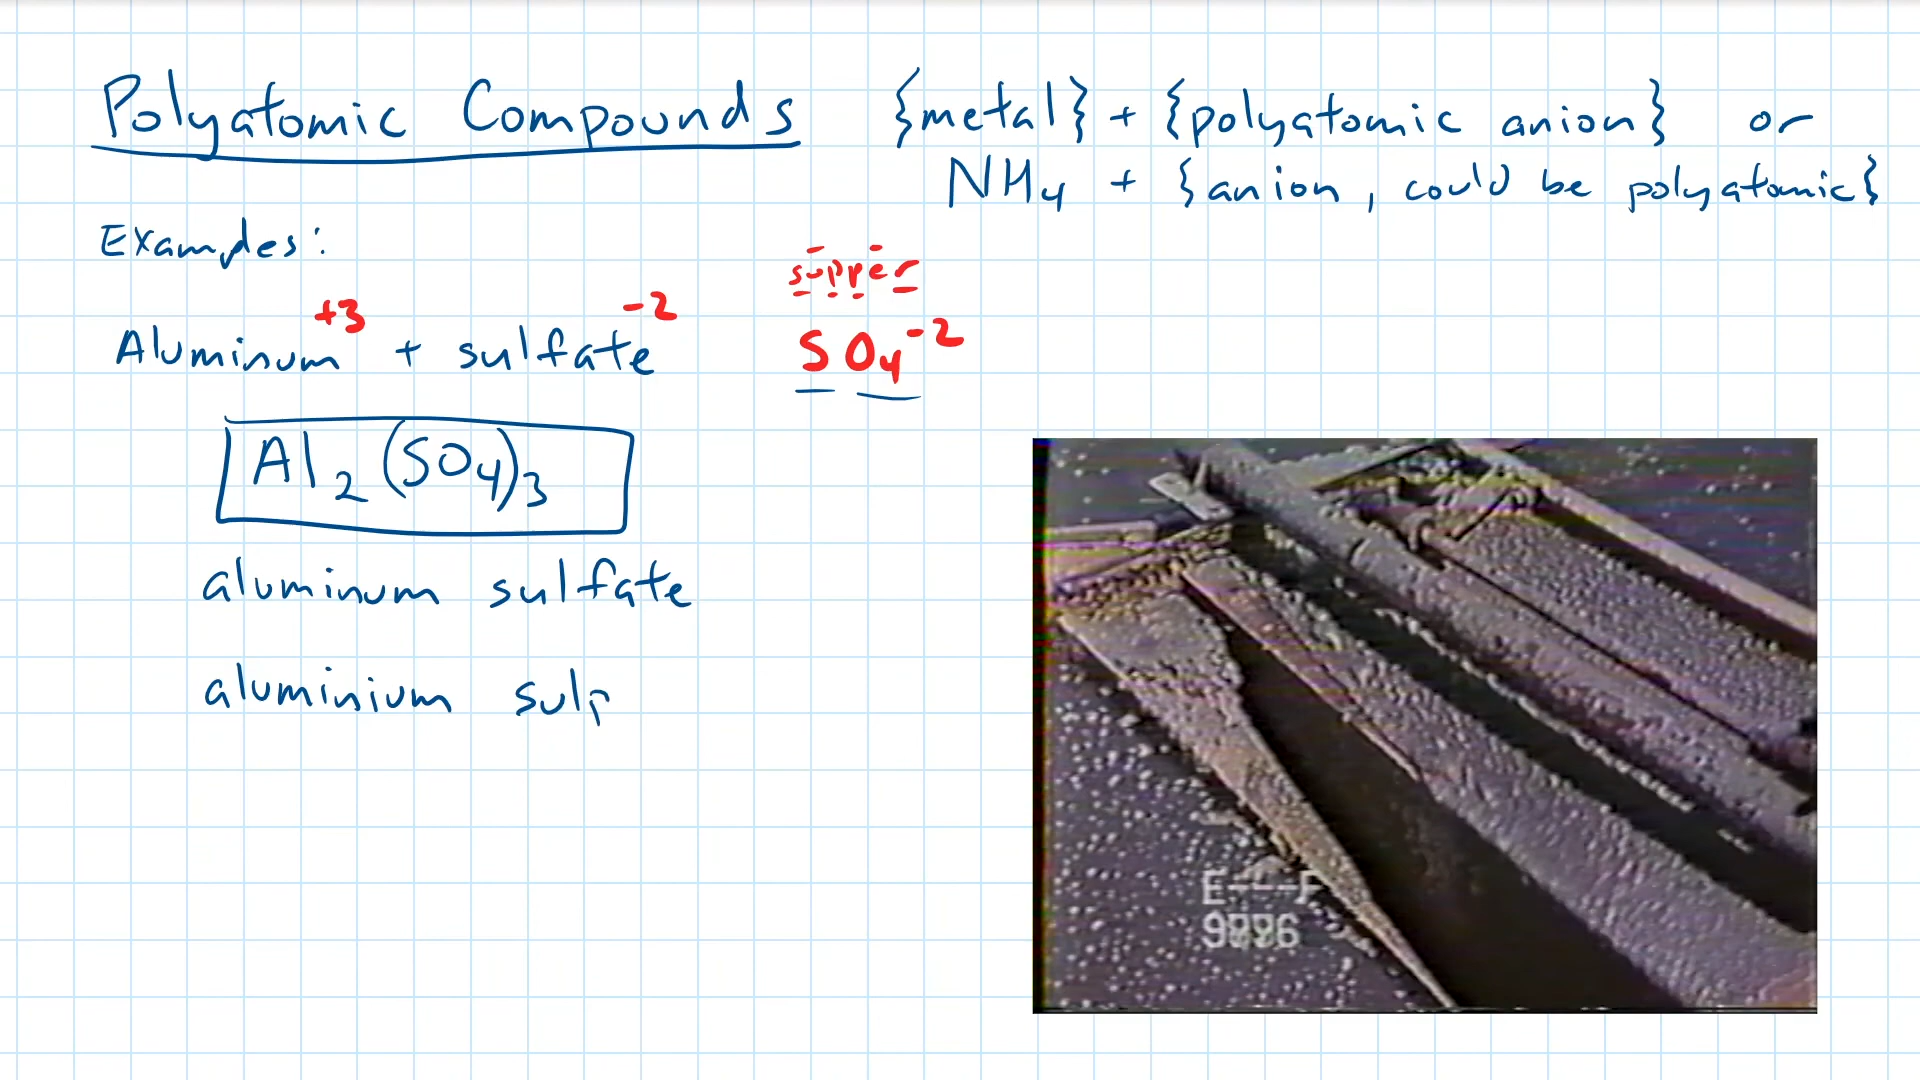 Polyatomic Compounds {metal} + {polyatomic anion} or
NH4 + {anion, could be polyatomic}
Examples:
supper
+3 -2
Aluminum + sulfate SO4-2
Al2(SO4)3
aluminum sulfate
aluminium sulp